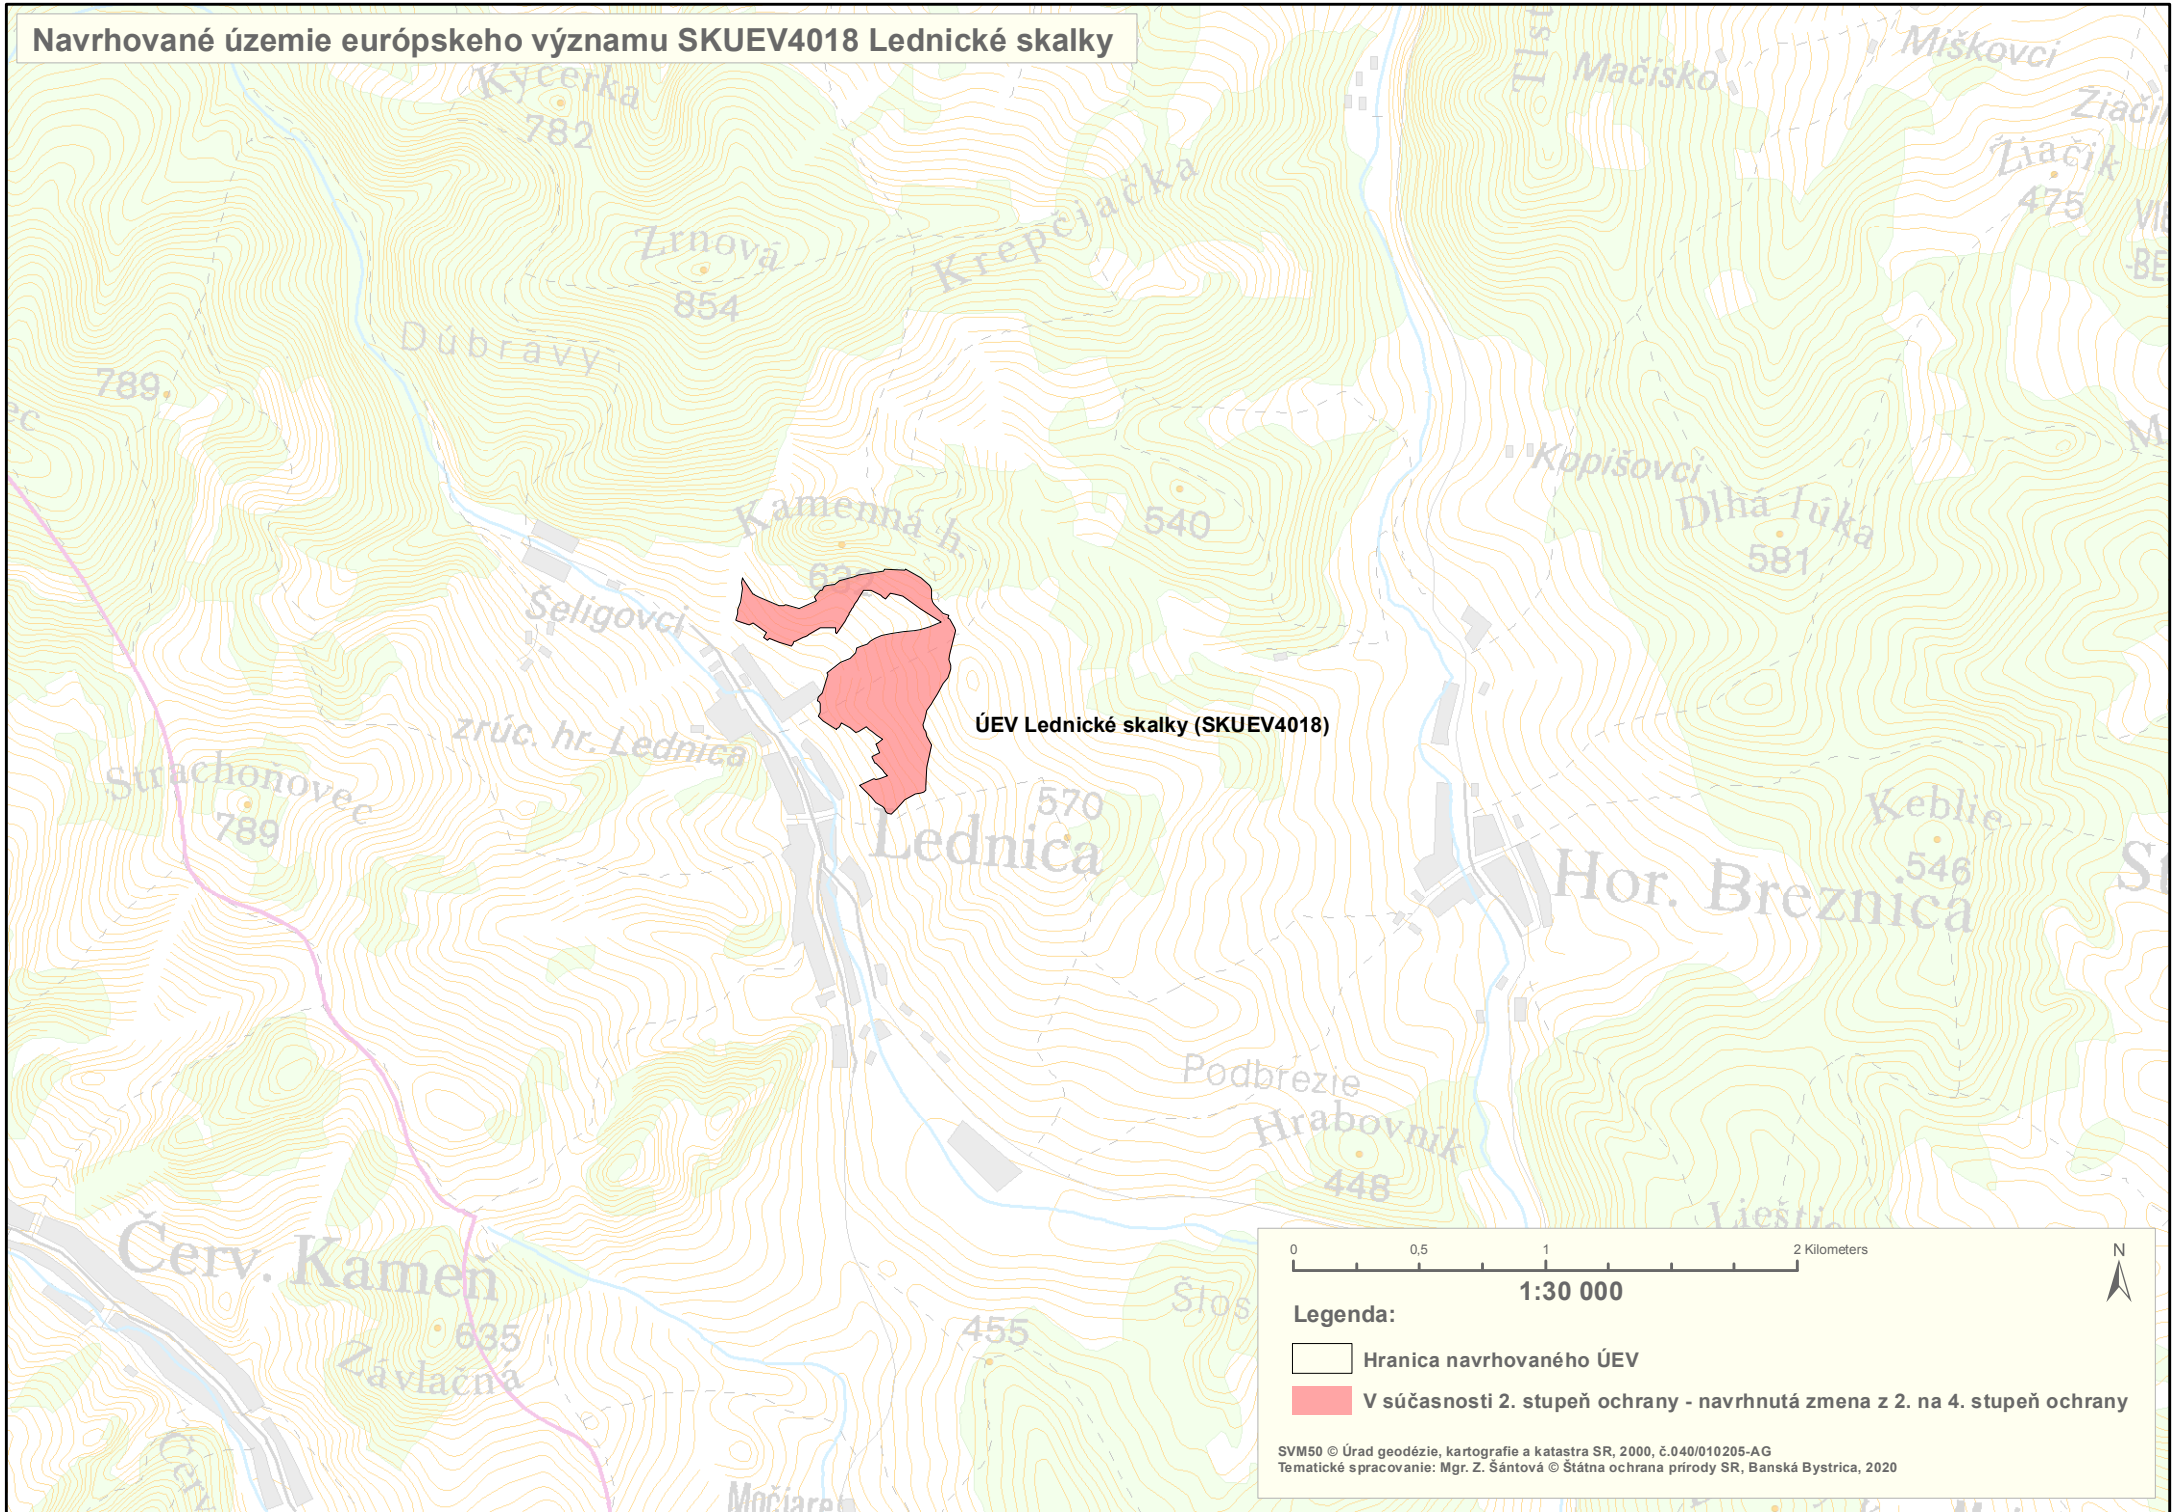 Navrhované územie európskeho významu SKUEV4018 Lednické skalky
Kýčerka
782
Mačisko
Miškovci
Žiačik
475
Zrnová
854
Krepčiačka
Dúbravy
789
Kamenná h.
540
Kopišovci
Dlhá lúka
581
Šeligovci
zrúc. hr. Lednica
ÚEV Lednické skalky (SKUEV4018)
Strachoňovec
789
570
Lednica
Keblie
546
Hor. Breznica
Podbrezie
Hrabovník
448
Lieštie
Červ. Kameň
635
Závlačná
455
0 0,5 1 2 Kilometers
N
1:30 000
Legenda:
Hranica navrhovaného ÚEV
V súčasnosti 2. stupeň ochrany - navrhnutá zmena z 2. na 4. stupeň ochrany
SVM50 © Úrad geodézie, kartografie a katastra SR, 2000, č.040/010205-AG
Tematické spracovanie: Mgr. Z. Šántová © Štátna ochrana prírody SR, Banská Bystrica, 2020